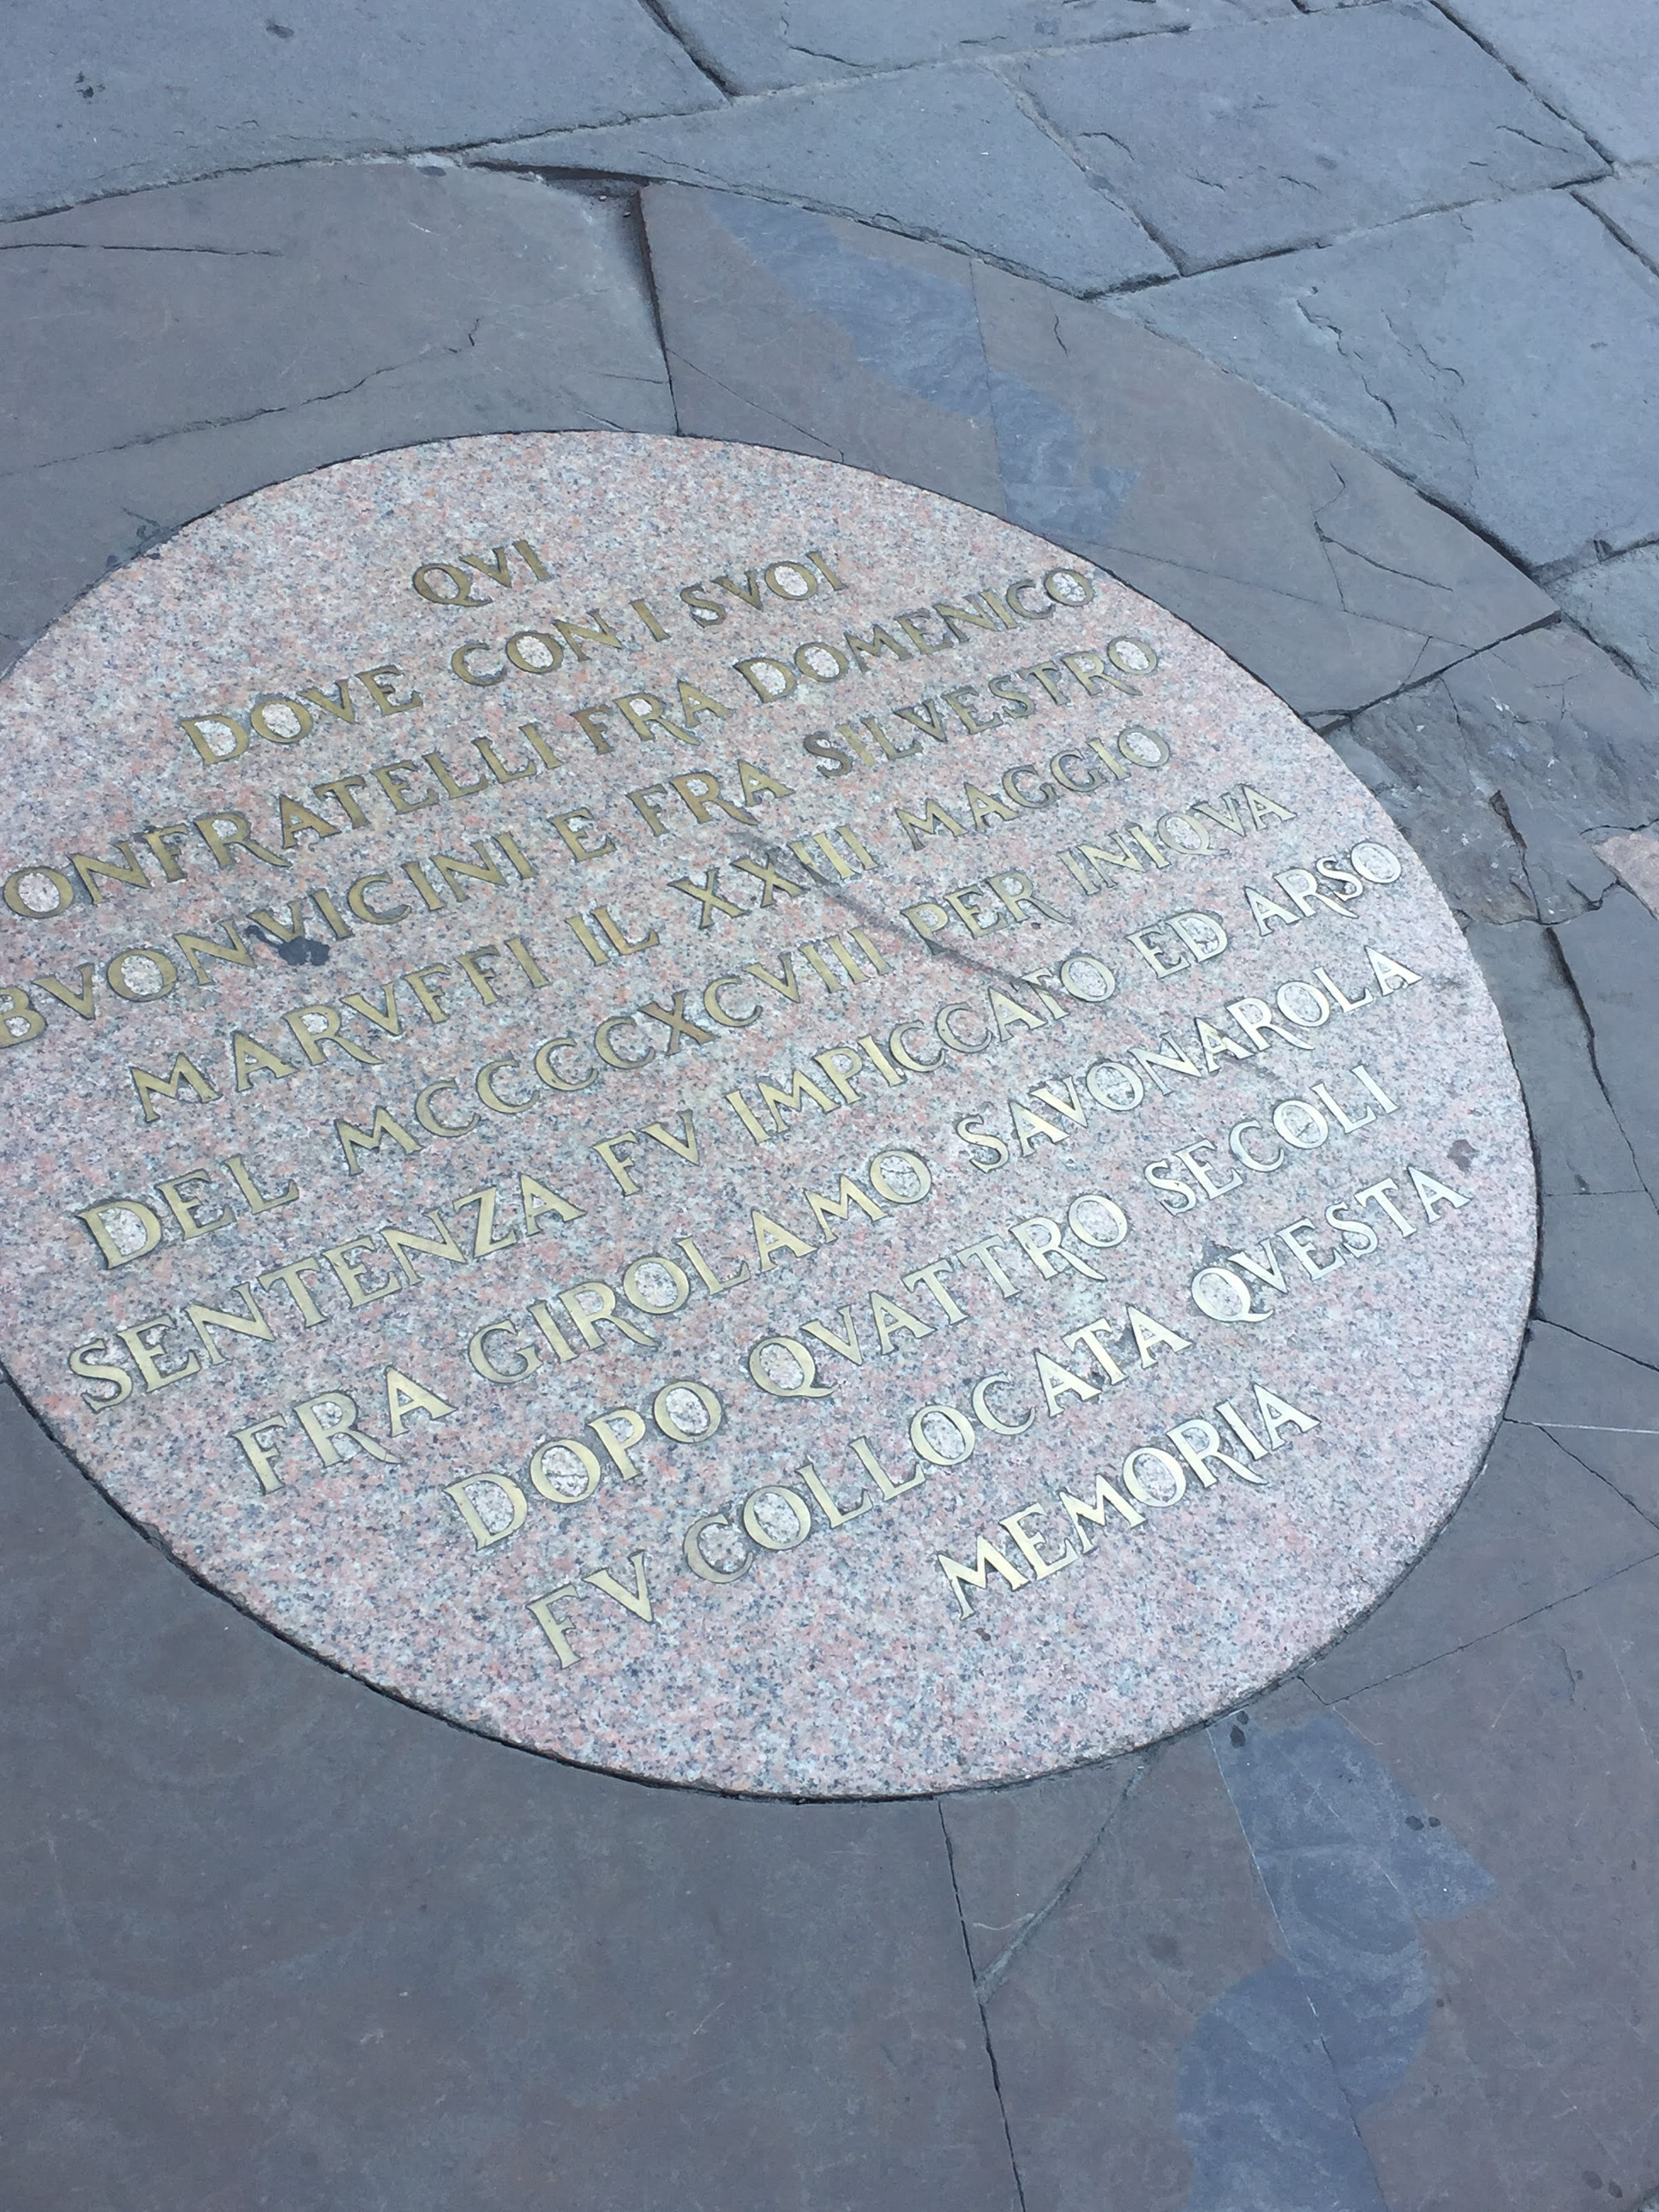 QVI
DOVE CON I SVOI
ONFRATELLI FRA DOMENICO
BVONVICINI E FRA SILVESTRO
MARVFFI IL XXIII MAGGIO
DEL MCCCCXCVIII PER INIQVA
SENTENZA FV IMPICCATO ED ARSO
FRA GIROLAMO SAVONAROLA
DOPO QVATTRO SECOLI
FV COLLOCATA QVESTA
MEMORIA